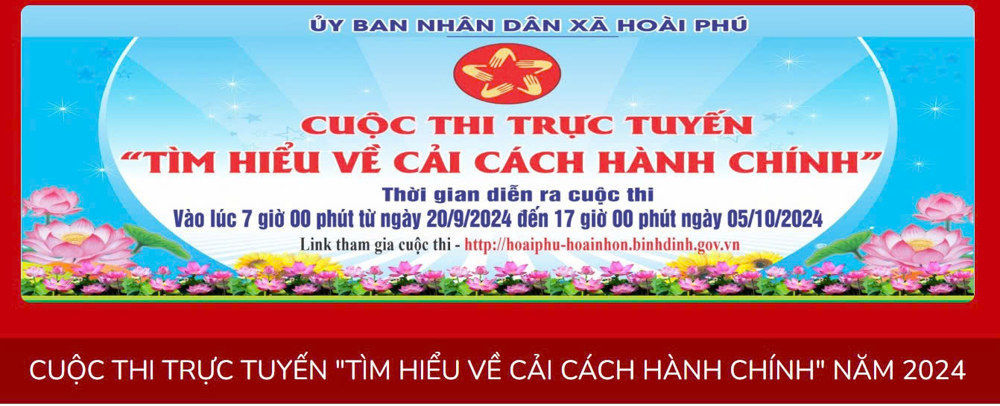 ỦY BAN NHÂN DÂN XÃ HOÀI PHÚ
CUỘC THI TRỰC TUYẾN
“TÌM HIỂU VỀ CẢI CÁCH HÀNH CHÍNH”
Thời gian diễn ra cuộc thi
Vào lúc 7 giờ 00 phút từ ngày 20/9/2024 đến 17 giờ 00 phút ngày 05/10/2024
Link tham gia cuộc thi - http://hoaiphu-hoainhon.binhdinh.gov.vn
CUỘC THI TRỰC TUYẾN "TÌM HIỂU VỀ CẢI CÁCH HÀNH CHÍNH" NĂM 2024